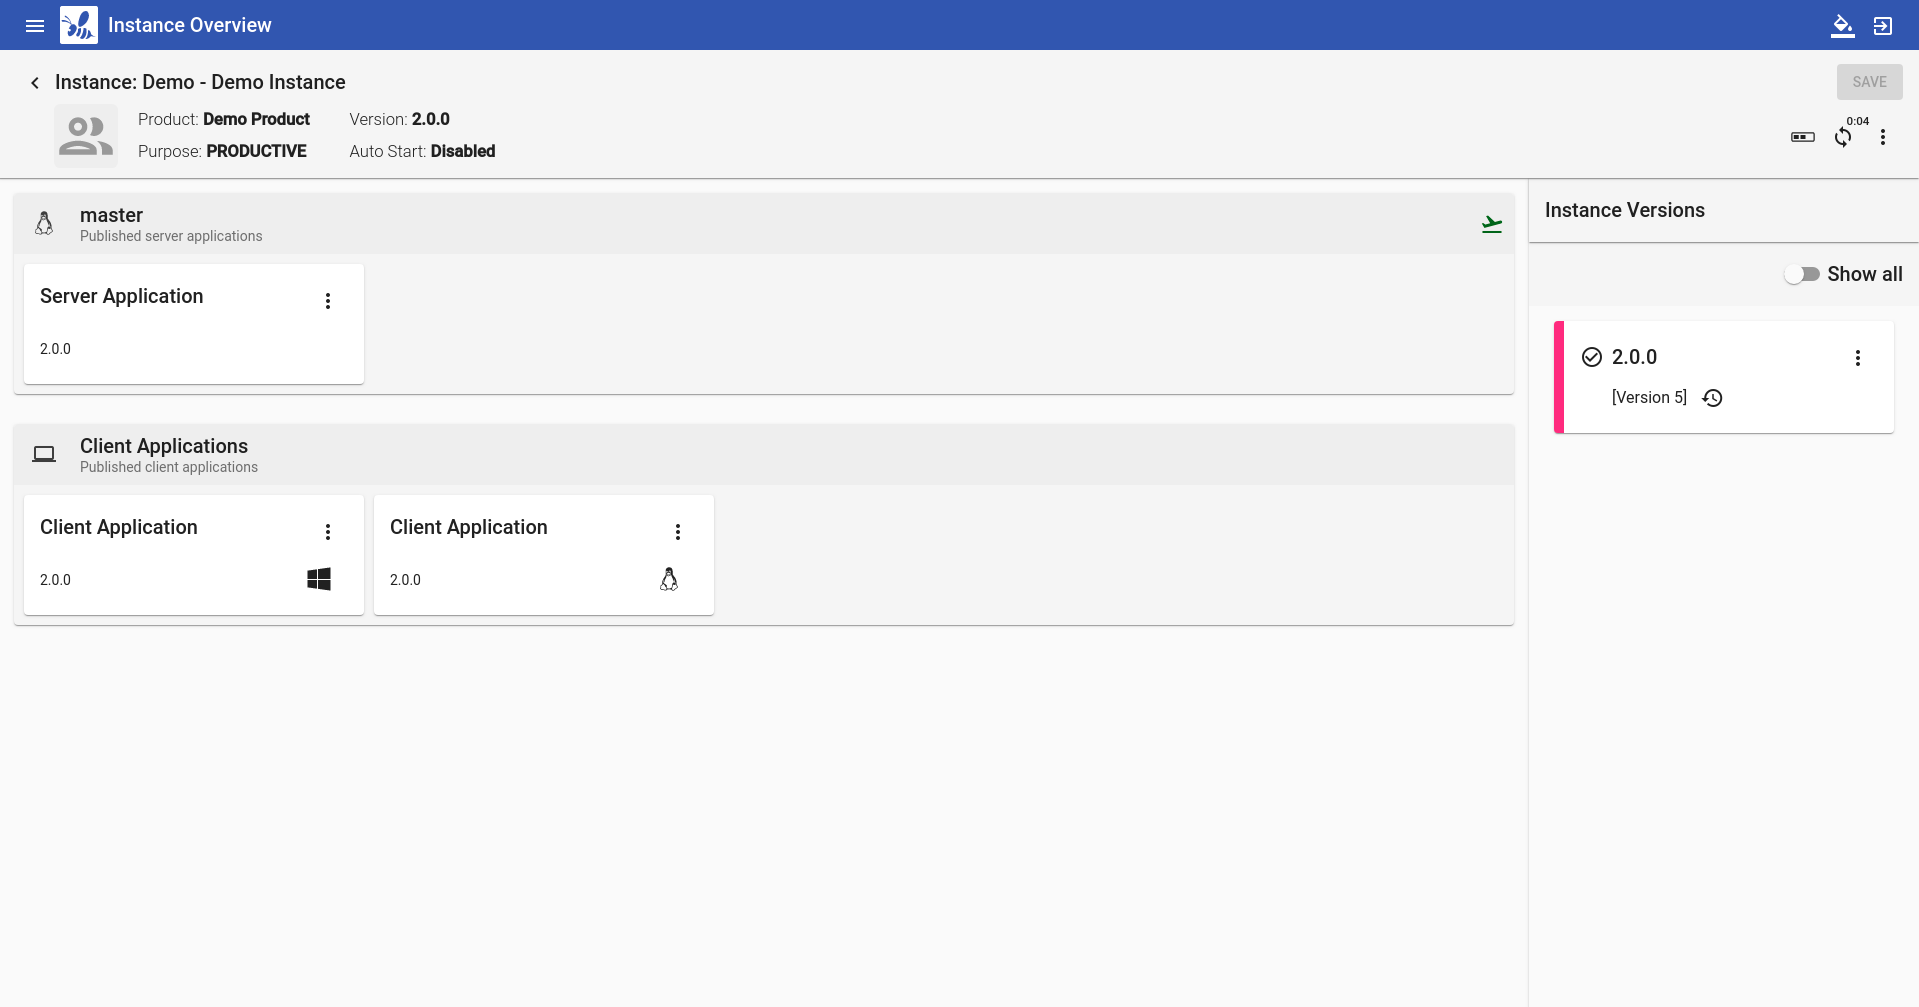 Instance Overview
Instance: Demo - Demo Instance
SAVE
Product: Demo Product
Version: 2.0.0
Purpose: PRODUCTIVE
Auto Start: Disabled
0:04
master
Published server applications
Server Application
2.0.0
Client Applications
Published client applications
Client Application
2.0.0
Client Application
2.0.0
Instance Versions
Show all
2.0.0
[Version 5]